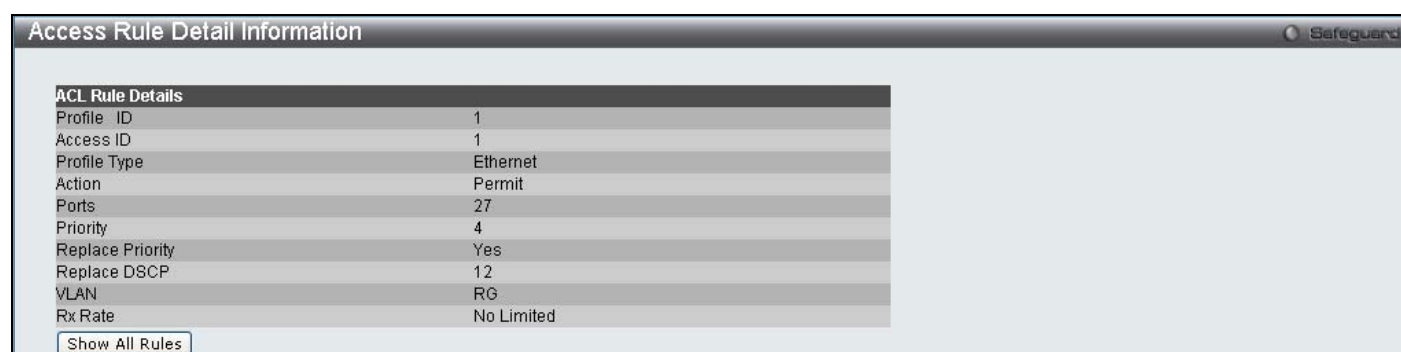 Access Rule Detail Information
Safeguard
ACL Rule Details
Profile ID 1
Access ID 1
Profile Type Ethernet
Action Permit
Ports 27
Priority 4
Replace Priority Yes
Replace DSCP 12
VLAN RG
Rx Rate No Limited
Show All Rules